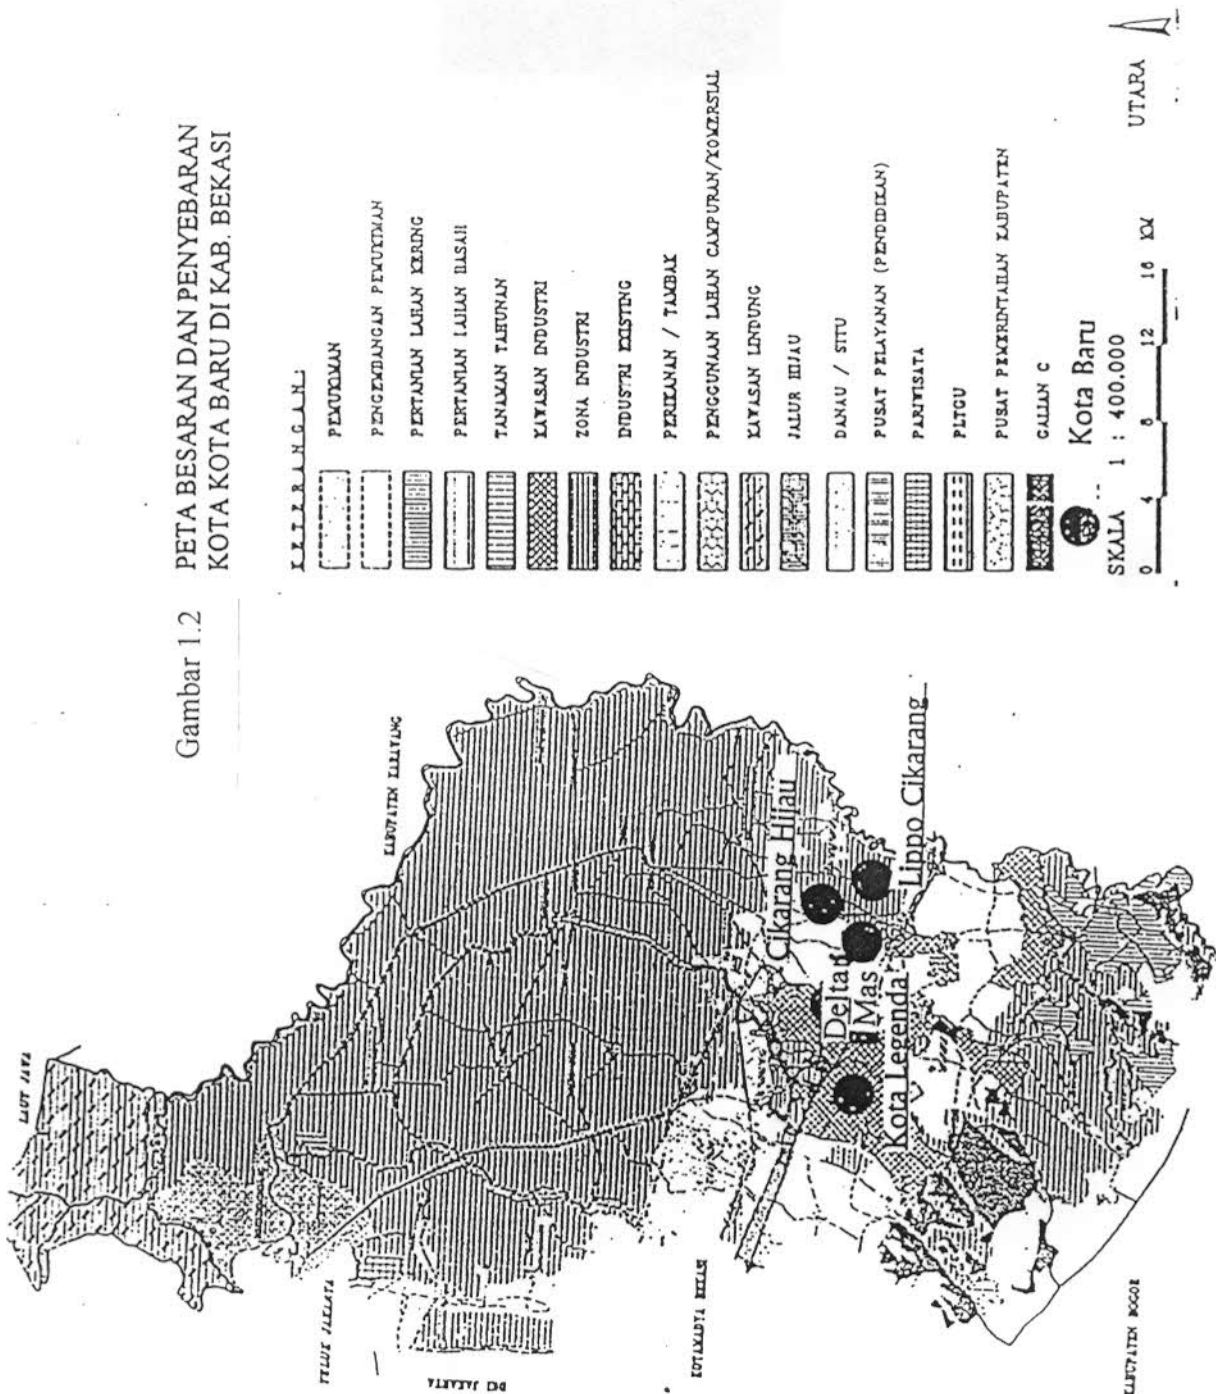 Gambar 1.2
PETA BESARAN DAN PENYEBARAN
KOTA KOTA BARU DI KAB. BEKASI
KETERANGAN :
PEMUKIMAN
PENGEMBANGAN PEMUKIMAN
PERTANIAN LAHAN KERING
PERTANIAN LAHAN BASAH
TANAMAN TAHUNAN
KAWASAN INDUSTRI
ZONA INDUSTRI
INDUSTRI EXISTING
PERIKANAN / TAMBAK
PENGGUNAAN LAHAN CAMPURAN/KOMERSIAL
KAWASAN LINDUNG
JALUR HIJAU
DANAU / SITU
PUSAT PELAYANAN (PENDIDIKAN)
PARIWISATA
PLTGU
PUSAT PEMERINTAHAN KABUPATEN
GALIAN C
Kota Baru
SKALA 1 : 400.000
0 4 8 12 16 KM
UTARA
LAUT JAWA
TELUK JAKARTA
DKI JAKARTA
KABUPATEN KARAWANG
KOTAMADYA BEKASI
KABUPATEN BOGOR
Cikarang Hijau
Delta
Mas
Kota Legenda
Lippo Cikarang